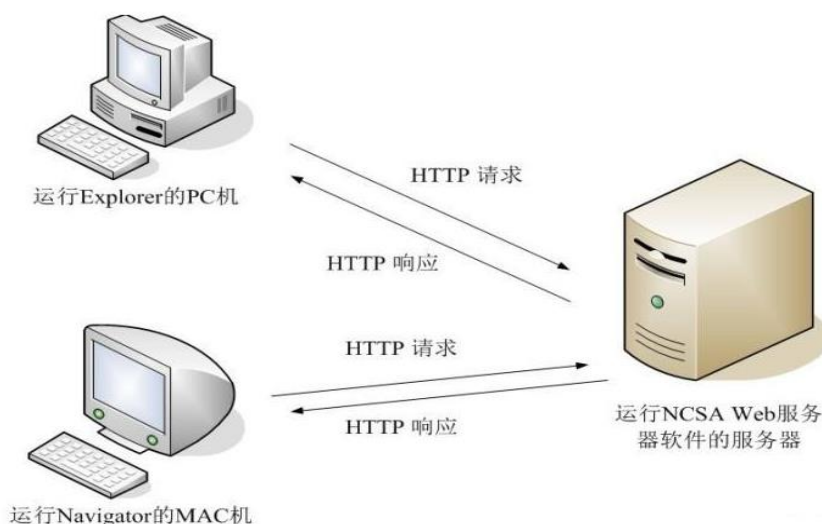 运行Explorer的PC机
HTTP 请求
HTTP 响应
HTTP 请求
HTTP 响应
运行NCSA Web服务
器软件的服务器
运行Navigator的MAC机